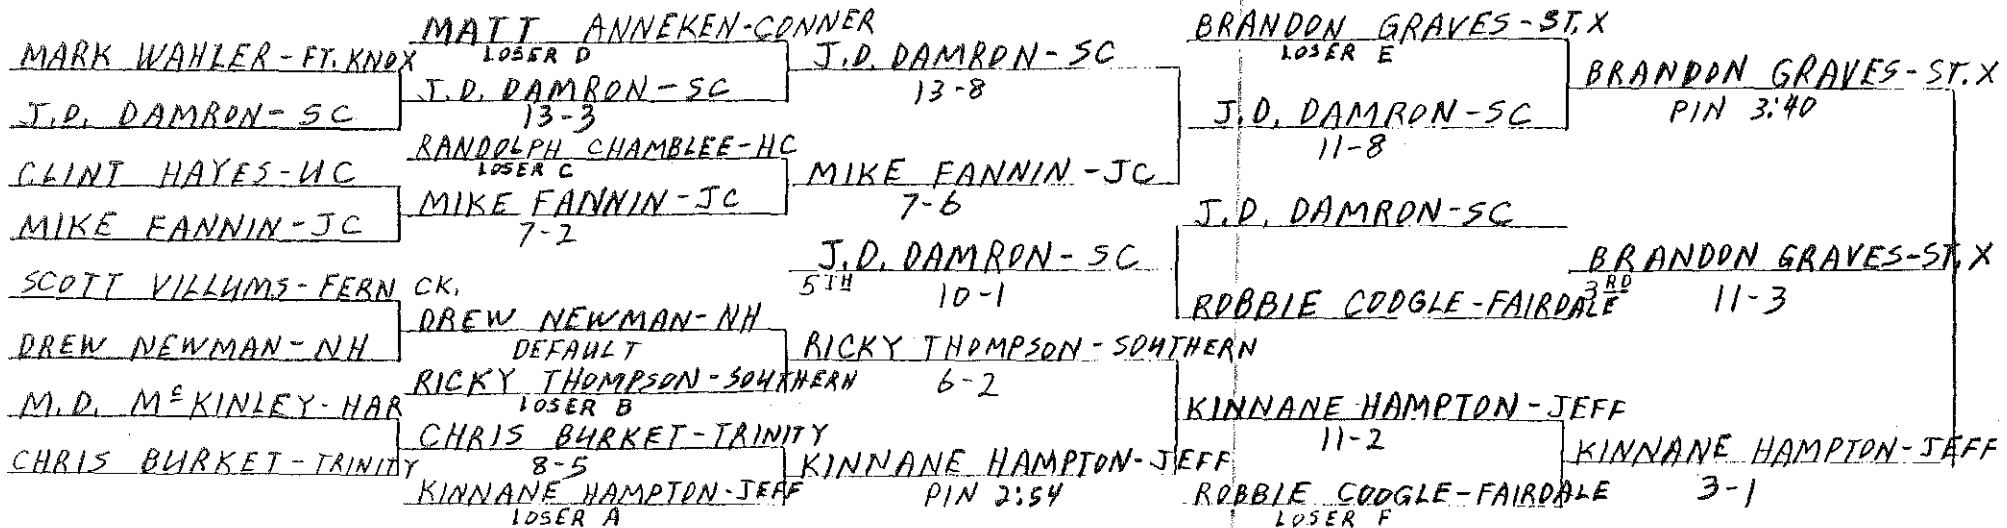 MATT ANNEKEN-CONNER
LOSER D
MARK WAHLER-FT. KNOX
J.D. DAMRON-SC
13-3
J.D. DAMRON-SC
RANDOLPH CHAMBLEE-HC
LOSER C
CLINT HAYES-UC
MIKE FANNIN-JC
7-2
MIKE FANNIN-JC
SCOTT VILLUMS-FERN CK.
DREW NEWMAN-NH
DEFAULT
DREW NEWMAN-NH
RICKY THOMPSON-SOUTHERN
LOSER B
M.D. McKINLEY-HAR
CHRIS BURKET-TRINITY
8-5
CHRIS BURKET-TRINITY
KINNANE HAMPTON-JEFF
LOSER A
J.D. DAMRON-SC
13-8
MIKE FANNIN-JC
7-6
J.D. DAMRON-SC
5TH
10-1
RICKY THOMPSON-SOUTHERN
6-2
KINNANE HAMPTON-JEFF
PIN 2:54
BRANDON GRAVES-ST. X
LOSER E
J.D. DAMRON-SC
11-8
J.D. DAMRON-SC
ROBBIE COOGLE-FAIRDALE
KINNANE HAMPTON-JEFF
11-2
ROBBIE COOGLE-FAIRDALE
LOSER F
BRANDON GRAVES-ST. X
PIN 3:40
BRANDON GRAVES-ST. X
3RD
11-3
KINNANE HAMPTON-JEFF
3-1